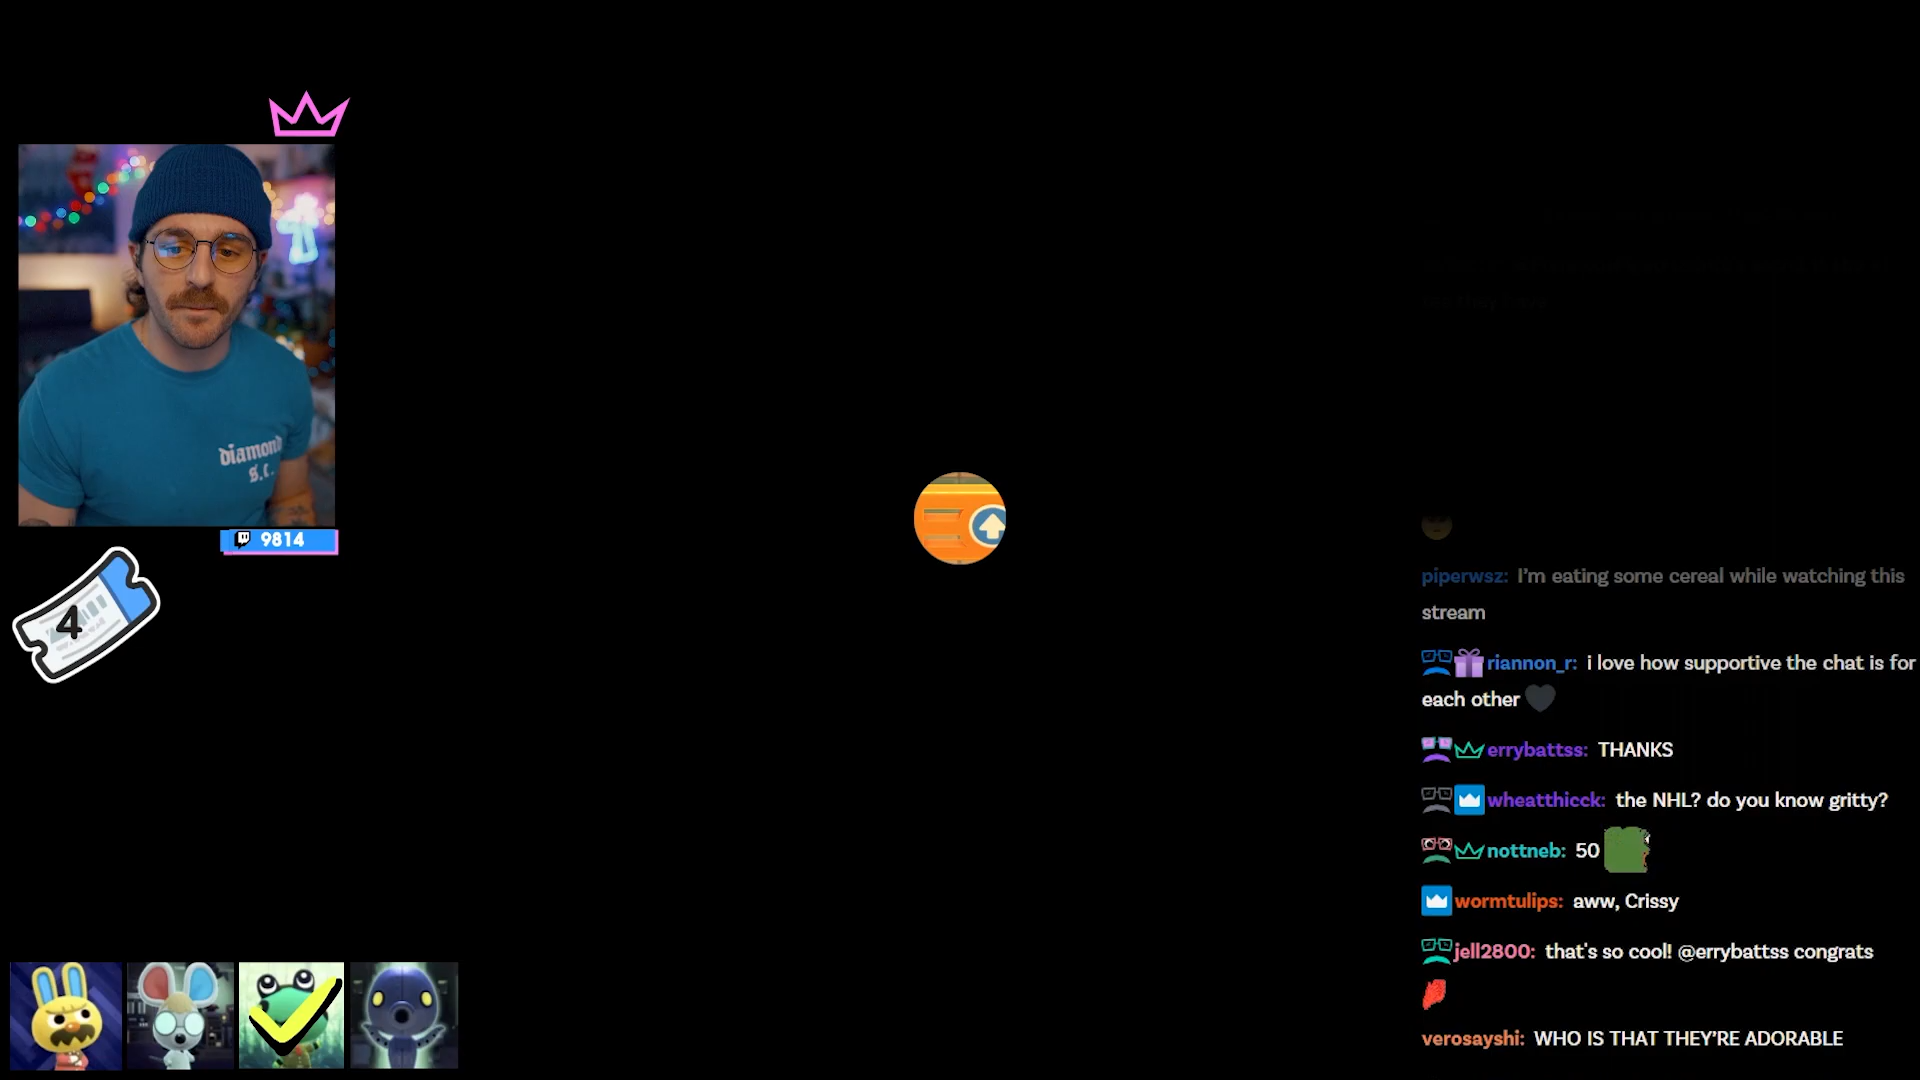 diamond
s.c.
9814
4
piperwsz: I'm eating some cereal while watching this
stream
riannon_r: i love how supportive the chat is for
each other
errybattss: THANKS
wheatthicck: the NHL? do you know gritty?
nottneb: 50
wormtulips: aww, Crissy
jell2800: that's so cool! @errybattss congrats
verosayshi: WHO IS THAT THEY'RE ADORABLE